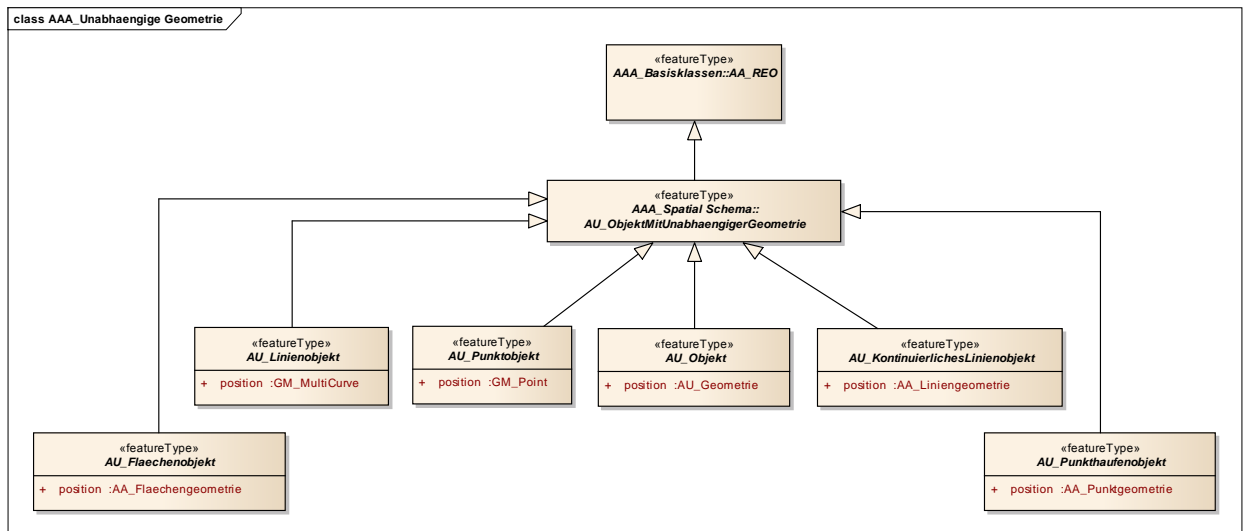 class AAA_Unabhaengige Geometrie
«featureType»
AAA_Basisklassen::AA_REO
«featureType»
AAA_Spatial Schema::
AU_ObjektMitUnabhaengigerGeometrie
«featureType»
AU_Linienobjekt
+ position :GM_MultiCurve
«featureType»
AU_Punktobjekt
+ position :GM_Point
«featureType»
AU_Objekt
+ position :AU_Geometrie
«featureType»
AU_KontinuierlichesLinienobjekt
+ position :AA_Liniengeometrie
«featureType»
AU_Flaechenobjekt
+ position :AA_Flaechengeometrie
«featureType»
AU_Punkthaufenobjekt
+ position :AA_Punktgeometrie